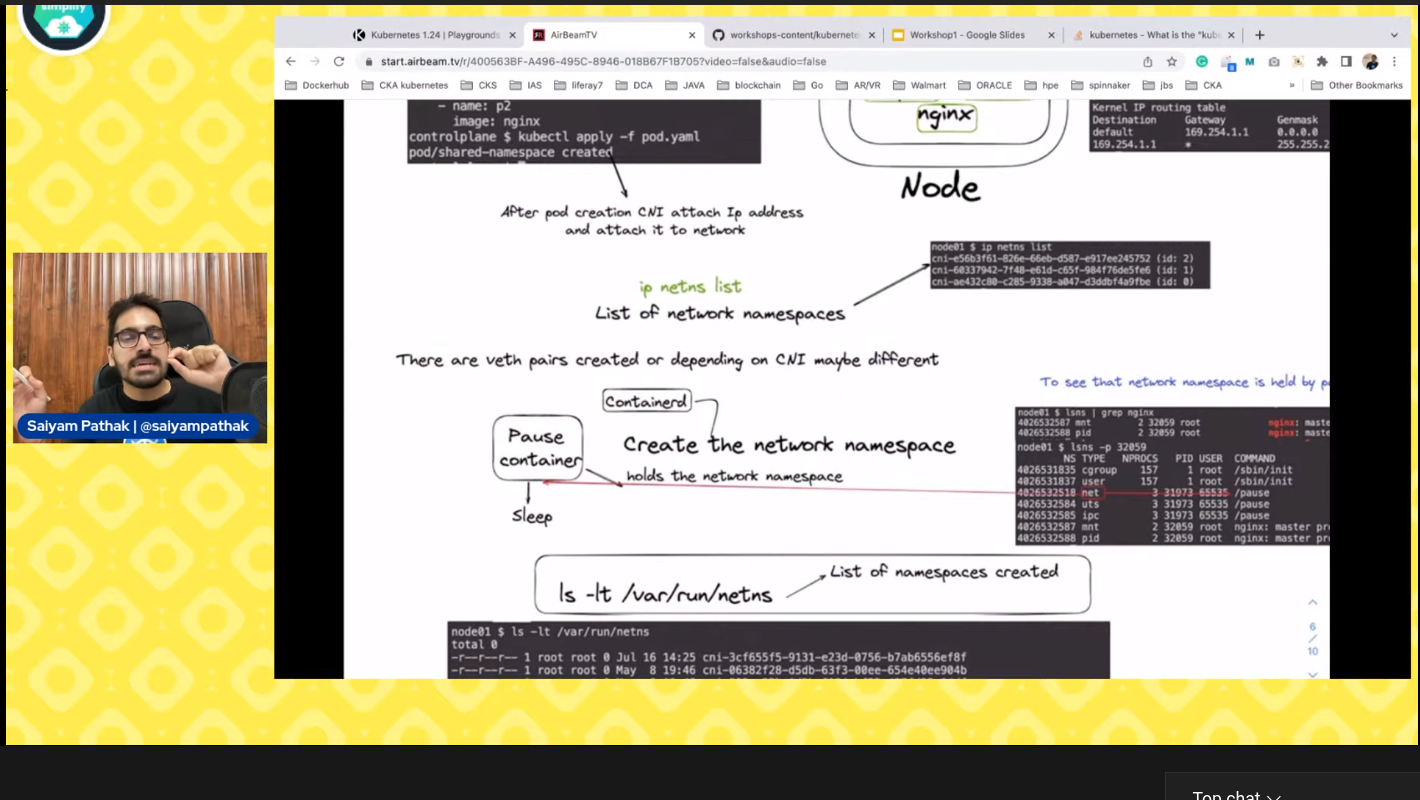 simplify
Kubernetes 1.24 | Playgrounds
AirBeamTV
workshops-content/kubernete
Workshop1 - Google Slides
kubernetes - What is the "kube
start.airbeam.tv/r/400563BF-A496-495C-8946-018B67F1B705?video=false&audio=false
Dockerhub CKA kubernetes CKS IAS liferay7 DCA JAVA blockchain Go AR/VR Walmart ORACLE hpe spinnaker jbs CKA » Other Bookmarks
- name: p2
image: nginx
controlplane $ kubectl apply -f pod.yaml
pod/shared-namespace created
nginx
Node
Kernel IP routing table
Destination Gateway Genmask
default 169.254.1.1 0.0.0.0
169.254.1.1 * 255.255.2
After pod creation CNI attach Ip address
and attach it to network
node01 $ ip netns list
cni-e56b3f61-826e-66eb-d587-e917ee245752 (id: 2)
cni-60337942-7f48-e61d-c65f-984f76de5fe6 (id: 1)
cni-ae432c80-c285-9338-a047-d3ddbf4a9fbe (id: 0)
ip netns list
List of network namespaces
There are veth pairs created or depending on CNI maybe different
To see that network namespace is held by p
Containerd
Pause
container
Create the network namespace
holds the network namespace
Sleep
node01 $ lsns | grep nginx
4026532587 mnt 2 32059 root nginx: maste
4026532588 pid 2 32059 root nginx: maste
node01 $ lsns -p 32059
NS TYPE NPROCS PID USER COMMAND
4026531835 cgroup 157 1 root /sbin/init
4026531837 user 157 1 root /sbin/init
4026532518 net 3 31973 65535 /pause
4026532584 uts 3 31973 65535 /pause
4026532585 ipc 3 31973 65535 /pause
4026532587 mnt 2 32059 root nginx: master pr
4026532588 pid 2 32059 root nginx: master pr
Saiyam Pathak | @saiyampathak
ls -lt /var/run/netns
List of namespaces created
node01 $ ls -lt /var/run/netns
total 0
-r--r--r-- 1 root root 0 Jul 16 14:25 cni-3cf655f5-9131-e23d-0756-b7ab6556ef8f
-r--r--r-- 1 root root 0 May 8 19:46 cni-06382f28-d5db-63f3-00ee-654e40ee904b
6
/
10
Top chat